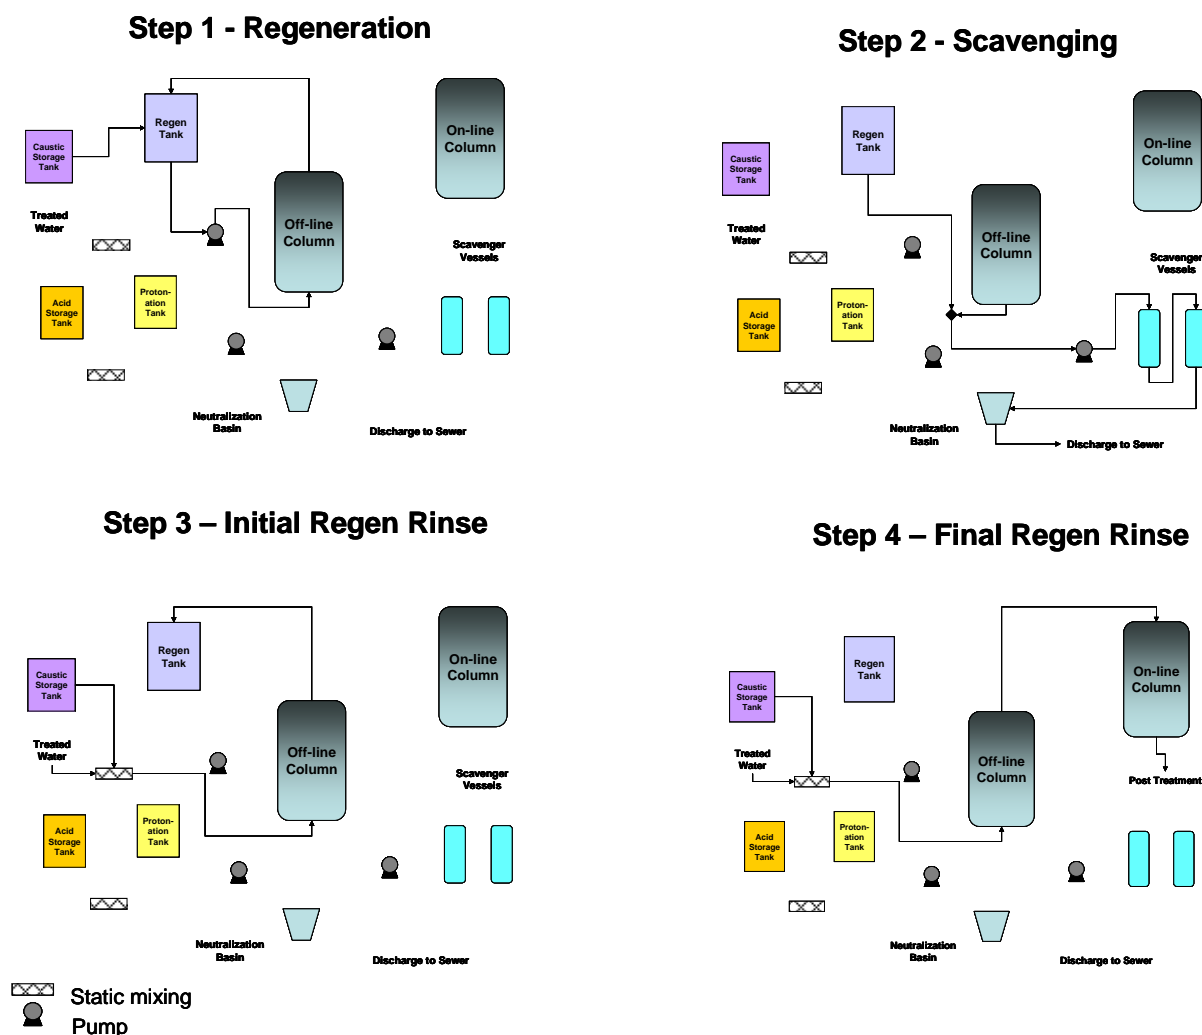 Step 1 - Regeneration
Regen
Tank
Caustic
Storage
Tank
On-line
Column
Treated
Water
Off-line
Column
Scavenger
Vessels
Acid
Storage
Tank
Proton-
ation
Tank
Neutralization
Basin
Discharge to Sewer
Step 2 - Scavenging
Regen
Tank
Caustic
Storage
Tank
On-line
Column
Treated
Water
Off-line
Column
Scavenger
Vessels
Acid
Storage
Tank
Proton-
ation
Tank
Neutralization
Basin
Discharge to Sewer
Step 3 – Initial Regen Rinse
Regen
Tank
Caustic
Storage
Tank
On-line
Column
Treated
Water
Off-line
Column
Scavenger
Vessels
Acid
Storage
Tank
Proton-
ation
Tank
Neutralization
Basin
Discharge to Sewer
Step 4 – Final Regen Rinse
Regen
Tank
Caustic
Storage
Tank
On-line
Column
Treated
Water
Off-line
Column
Post Treatment
Acid
Storage
Tank
Proton-
ation
Tank
Neutralization
Basin
Discharge to Sewer
Static mixing
Pump